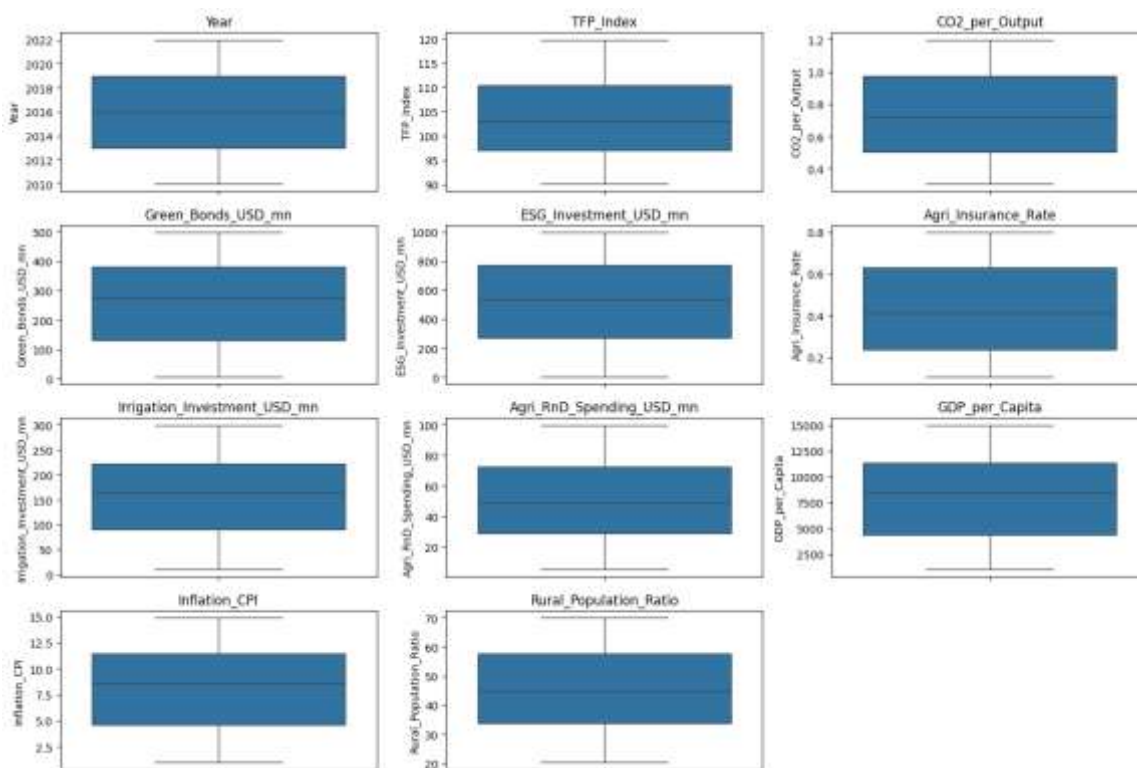 Year
TFP_Index
CO2_per_Output
Year
2022
2020
2018
2016
2014
2012
2010
TFP_Index
120
115
110
105
100
95
90
CO2_per_Output
1.2
1.0
0.8
0.6
0.4
Green_Bonds_USD_mn
ESG_Investment_USD_mn
Agri_Insurance_Rate
Green_Bonds_USD_mn
500
400
300
200
100
0
ESG_Investment_USD_mn
1000
800
600
400
200
0
Agri_Insurance_Rate
0.8
0.6
0.4
0.2
Irrigation_Investment_USD_mn
Agri_RnD_Spending_USD_mn
GDP_per_Capita
Irrigation_Investment_USD_mn
300
250
200
150
100
50
0
Agri_RnD_Spending_USD_mn
100
80
60
40
20
GDP_per_Capita
15000
12500
10000
7500
5000
2500
Inflation_CPI
Rural_Population_Ratio
Inflation_CPI
15.0
12.5
10.0
7.5
5.0
2.5
Rural_Population_Ratio
70
60
50
40
30
20